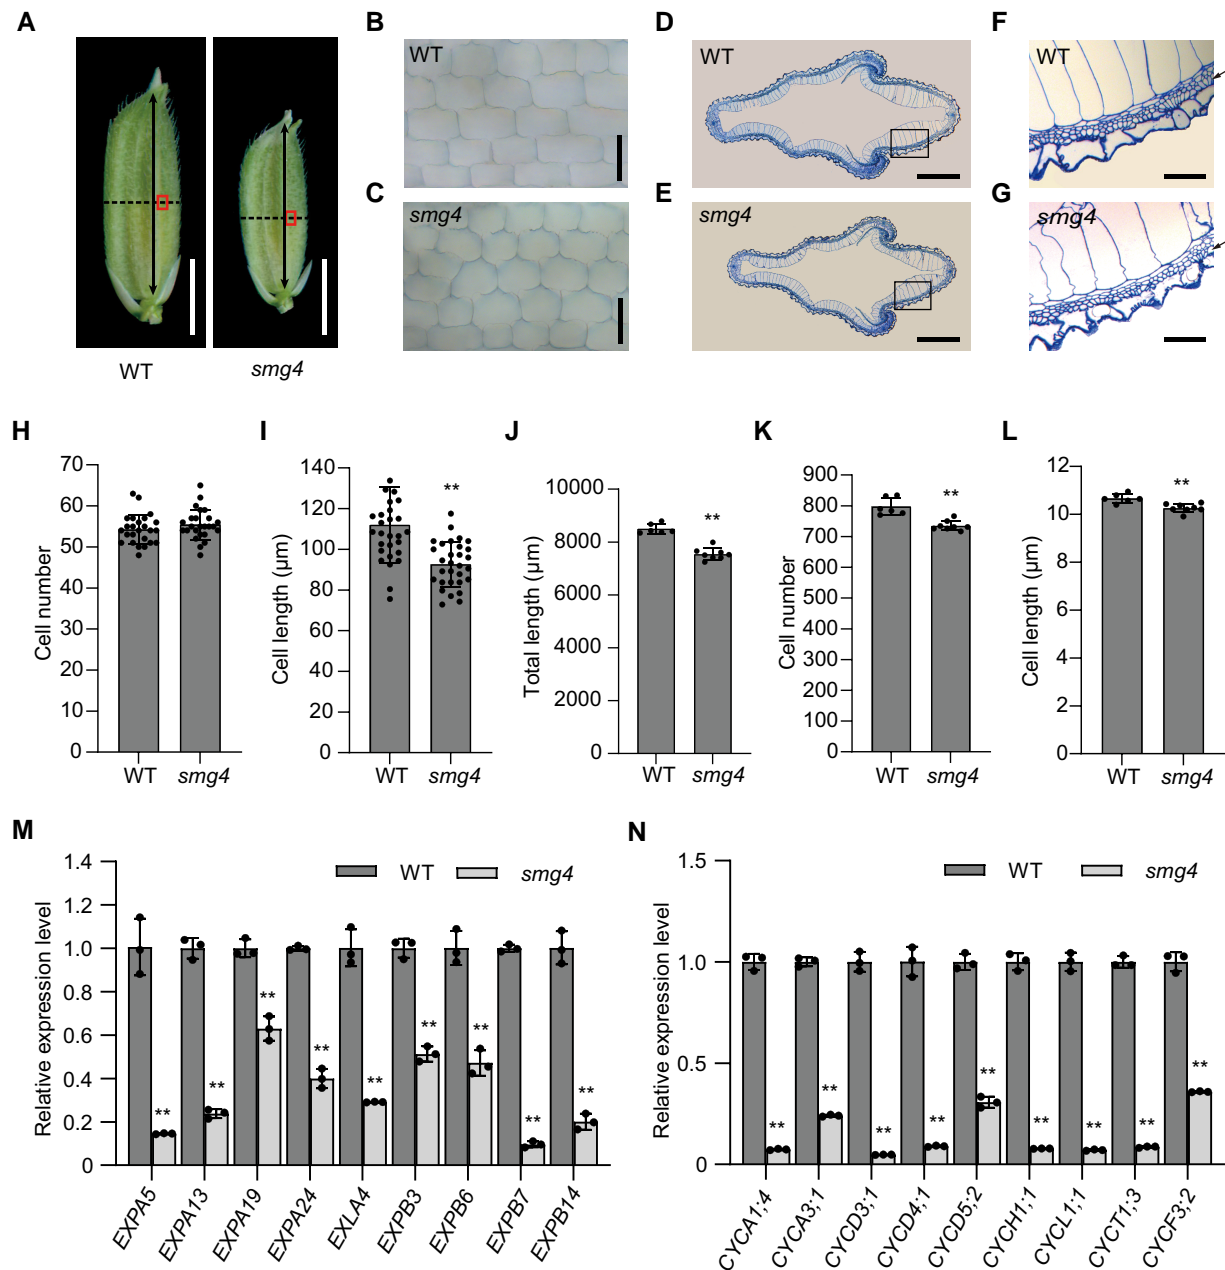 A
B
D
F
WT
WT
WT
C
E
G
smg4
smg4
smg4
WT
smg4
H
I
J
K
L
Cell number
70
60
50
40
30
20
10
0
WT
smg4
Cell length (µm)
140
120
100
80
60
40
20
0
**
WT
smg4
Total length (µm)
10000
8000
6000
4000
2000
0
**
WT
smg4
Cell number
900
800
700
600
500
400
300
200
100
0
**
WT
smg4
Cell length (µm)
12
10
8
6
4
2
0
**
WT
smg4
M
Relative expression level
1.4
1.2
1.0
0.8
0.6
0.4
0.2
0
WT
smg4
**
**
**
**
**
**
**
**
**
EXPA5
EXPA13
EXPA19
EXPA24
EXLA4
EXPB3
EXPB6
EXPB7
EXPB14
N
Relative expression level
1.5
1.0
0.5
0
WT
smg4
**
**
**
**
**
**
**
**
**
CYCA1;4
CYCA3;1
CYCD3;1
CYCD4;1
CYCD5;2
CYCH1;1
CYCL1;1
CYCT1;3
CYCF3;2